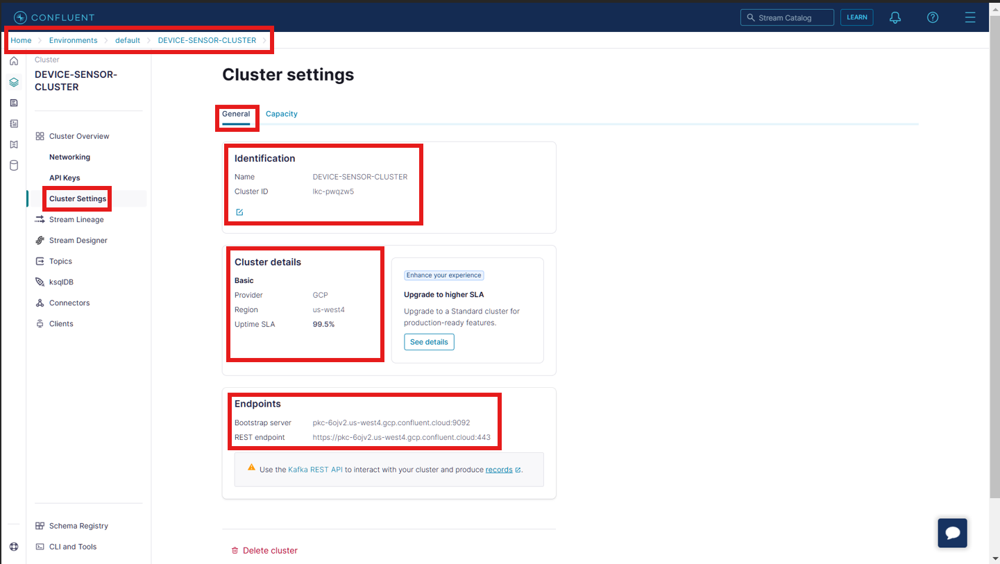 CONFLUENT
Stream Catalog
LEARN
Home
Environments
default
DEVICE-SENSOR-CLUSTER
Cluster
DEVICE-SENSOR-
CLUSTER
Cluster Overview
Networking
API Keys
Cluster Settings
Stream Lineage
Stream Designer
Topics
ksqlDB
Connectors
Clients
Schema Registry
CLI and Tools
Cluster settings
General
Capacity
Identification
Name DEVICE-SENSOR-CLUSTER
Cluster ID lkc-pwqzw5
Cluster details
Basic
Provider GCP
Region us-west4
Uptime SLA 99.5%
Enhance your experience
Upgrade to higher SLA
Upgrade to a Standard cluster for
production-ready features.
See details
Endpoints
Bootstrap server pkc-6ojv2.us-west4.gcp.confluent.cloud:9092
REST endpoint https://pkc-6ojv2.us-west4.gcp.confluent.cloud:443
Use the Kafka REST API to interact with your cluster and produce records.
Delete cluster